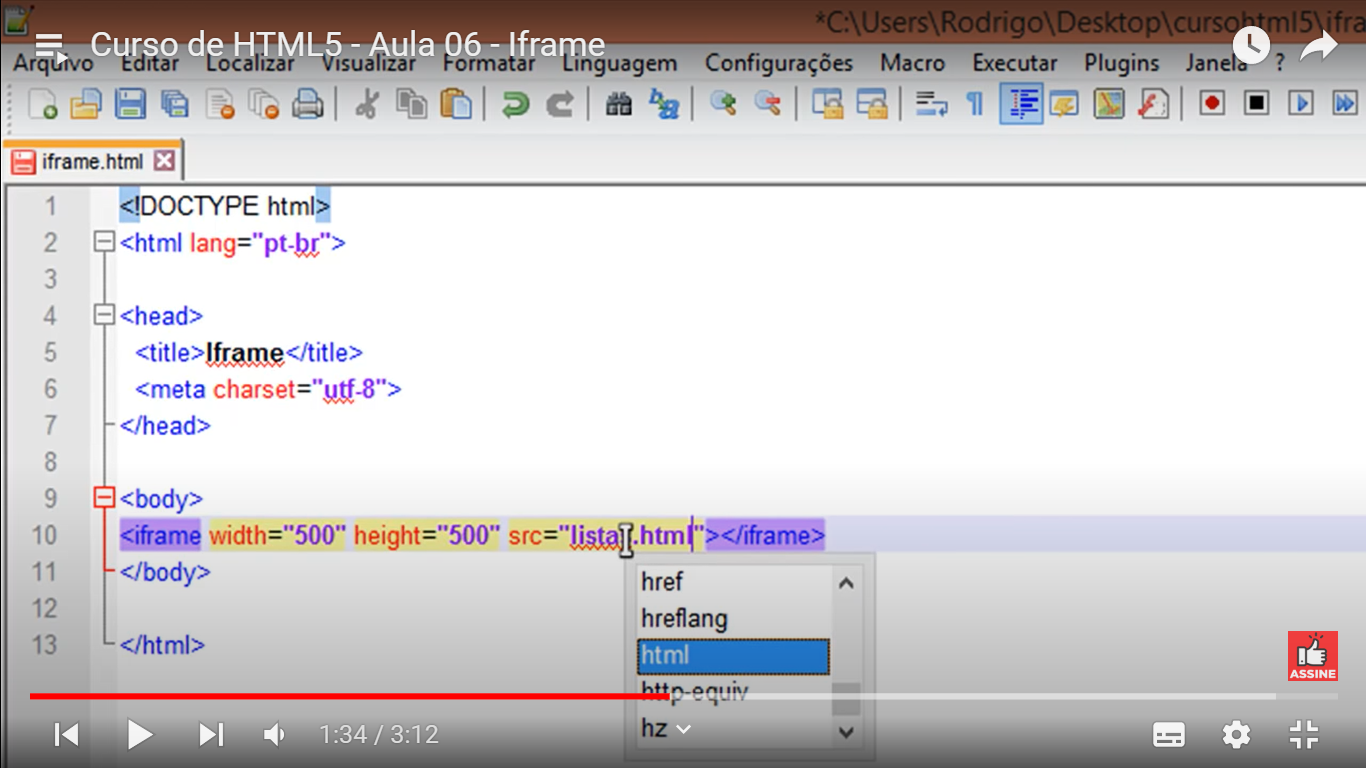 *C:\Users\Rodrigo\Desktop\cursohtml5\ifra
Curso de HTML5 - Aula 06 - Iframe
Arquivo Editar Localizar Visualizar Formatar Linguagem Configurações Macro Executar Plugins Janela ?
iframe.html
1 <!DOCTYPE html>
2 <html lang="pt-br">
3
4 <head>
5 <title>Iframe</title>
6 <meta charset="utf-8">
7 </head>
8
9 <body>
10 <iframe width="500" height="500" src="listas.html"></iframe>
11 </body>
12
13 </html>
href
hreflang
html
http-equiv
hz
ASSINE
1:34 / 3:12